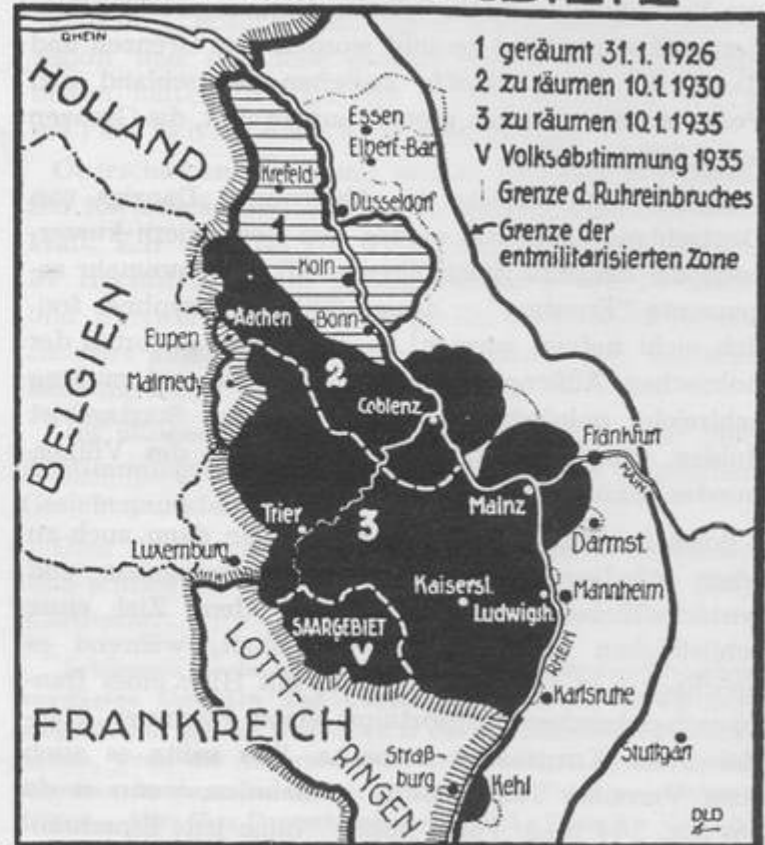 RHEIN
HOLLAND
1 geräumt 31.1.1926
2 zu räumen 10.1.1930
3 zu räumen 10.1.1935
V Volksabstimmung 1935
Grenze d. Ruhreinbruches
Grenze der
entmilitarisierten Zone
Essen
Elberf-Bar.
Krefeld
Düsseldorf
1
Köln
Bonn
Aachen
Eupen
Malmedy
BELGIEN
2
Coblenz
Frankfurt
Mainz
Trier
3
Darmst.
Luxemburg
Kaisersl.
Mannheim
Ludwigsh.
SAARGEBIET
V
RHEIN
LOTH-
RINGEN
FRANKREICH
Karlsruhe
Stuttgart
Straß-
burg
Kehl
DLD